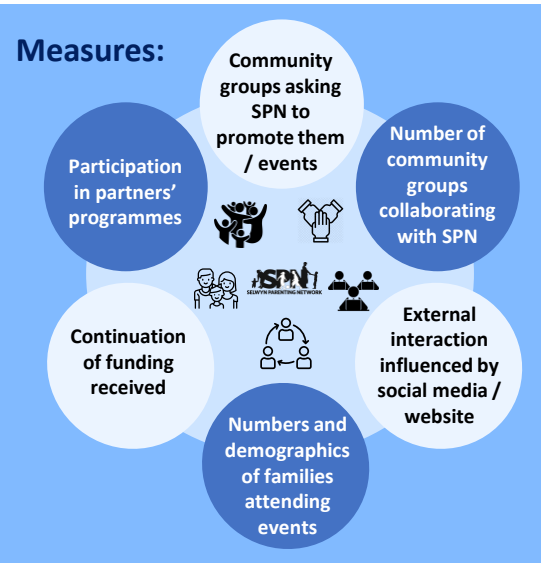 Measures:
Community
groups asking
SPN to
promote them
/ events
Number of
community
groups
collaborating
with SPN
External
interaction
influenced by
social media /
website
Numbers and
demographics
of families
attending
events
Continuation
of funding
received
Participation
in partners'
programmes
SPN
SELWYN PARENTING NETWORK